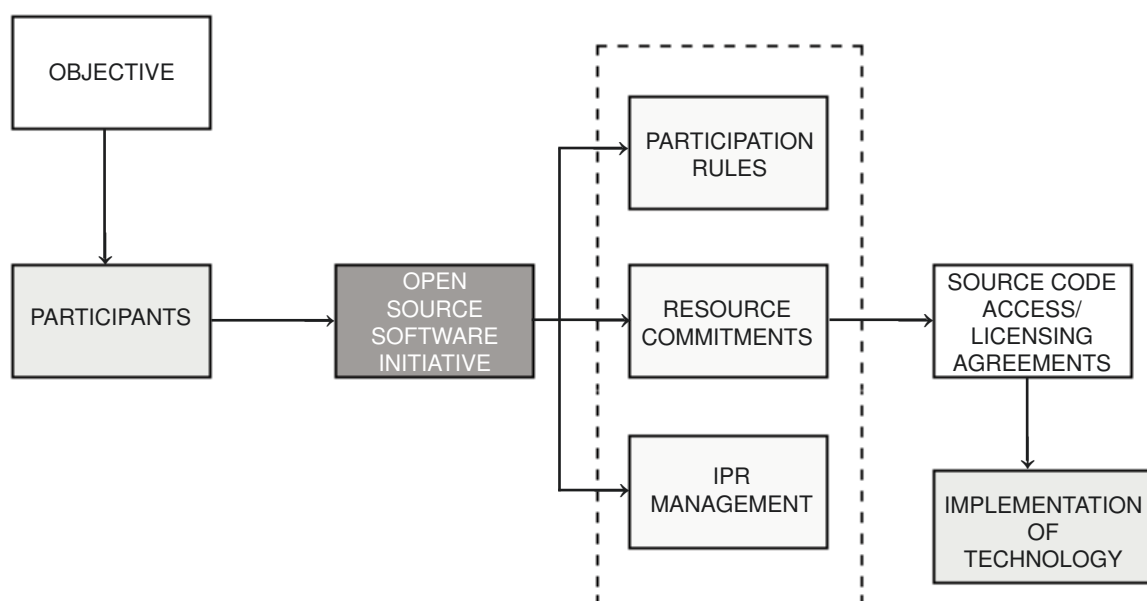 OBJECTIVE
PARTICIPANTS
OPEN
SOURCE
SOFTWARE
INITIATIVE
PARTICIPATION
RULES
RESOURCE
COMMITMENTS
IPR
MANAGEMENT
SOURCE CODE
ACCESS/
LICENSING
AGREEMENTS
IMPLEMENTATION
OF
TECHNOLOGY